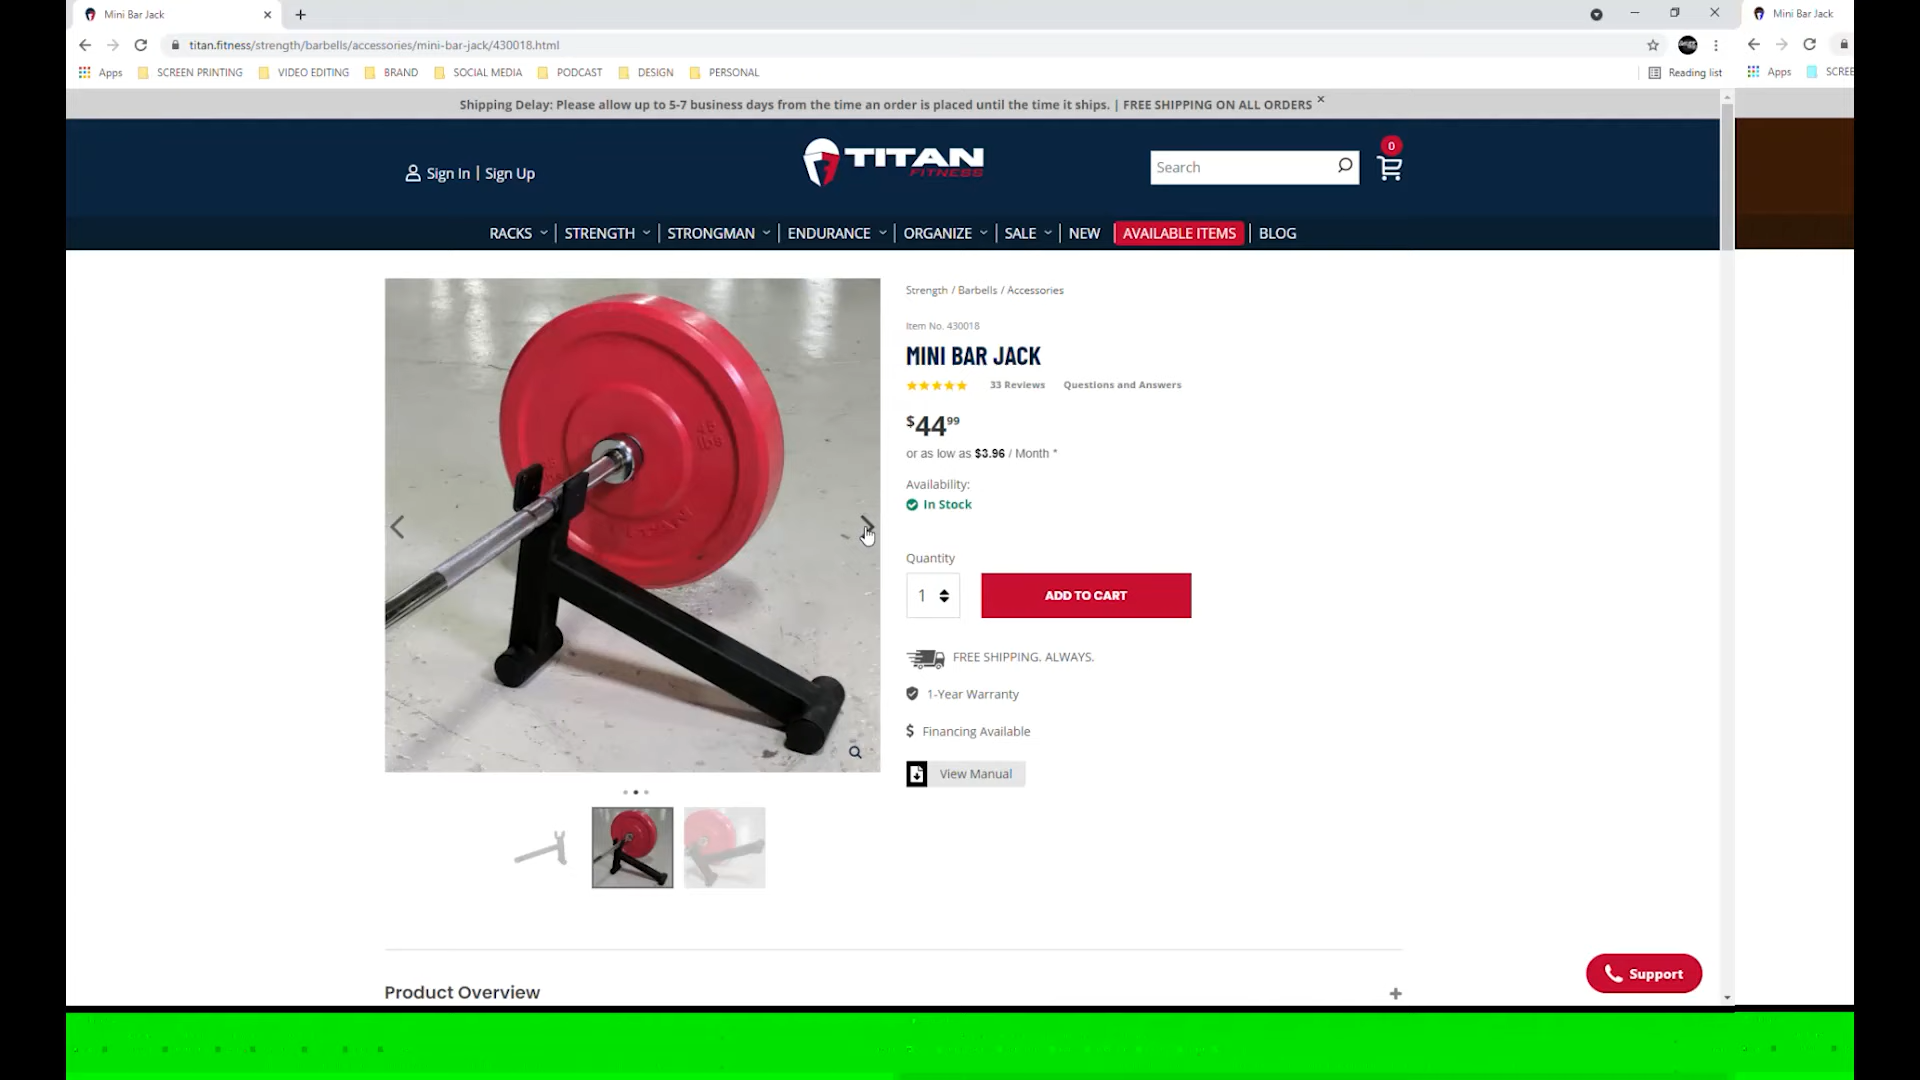 Mini Bar Jack
Mini Bar Jack
titan.fitness/strength/barbells/accessories/mini-bar-jack/430018.html
Apps SCREEN PRINTING VIDEO EDITING BRAND SOCIAL MEDIA PODCAST DESIGN PERSONAL
Reading list
Apps SCREE
Shipping Delay: Please allow up to 5-7 business days from the time an order is placed until the time it ships. | FREE SHIPPING ON ALL ORDERS
Sign In | Sign Up
TITAN
FITNESS
Search
0
RACKS | STRENGTH | STRONGMAN | ENDURANCE | ORGANIZE | SALE | NEW | AVAILABLE ITEMS | BLOG
45
lbs
TITAN
Strength / Barbells / Accessories
Item No. 430018
MINI BAR JACK
33 Reviews Questions and Answers
$44 99
or as low as $3.96 / Month *
Availability:
In Stock
Quantity
1
ADD TO CART
FREE SHIPPING. ALWAYS.
1-Year Warranty
$ Financing Available
View Manual
Product Overview +
Support